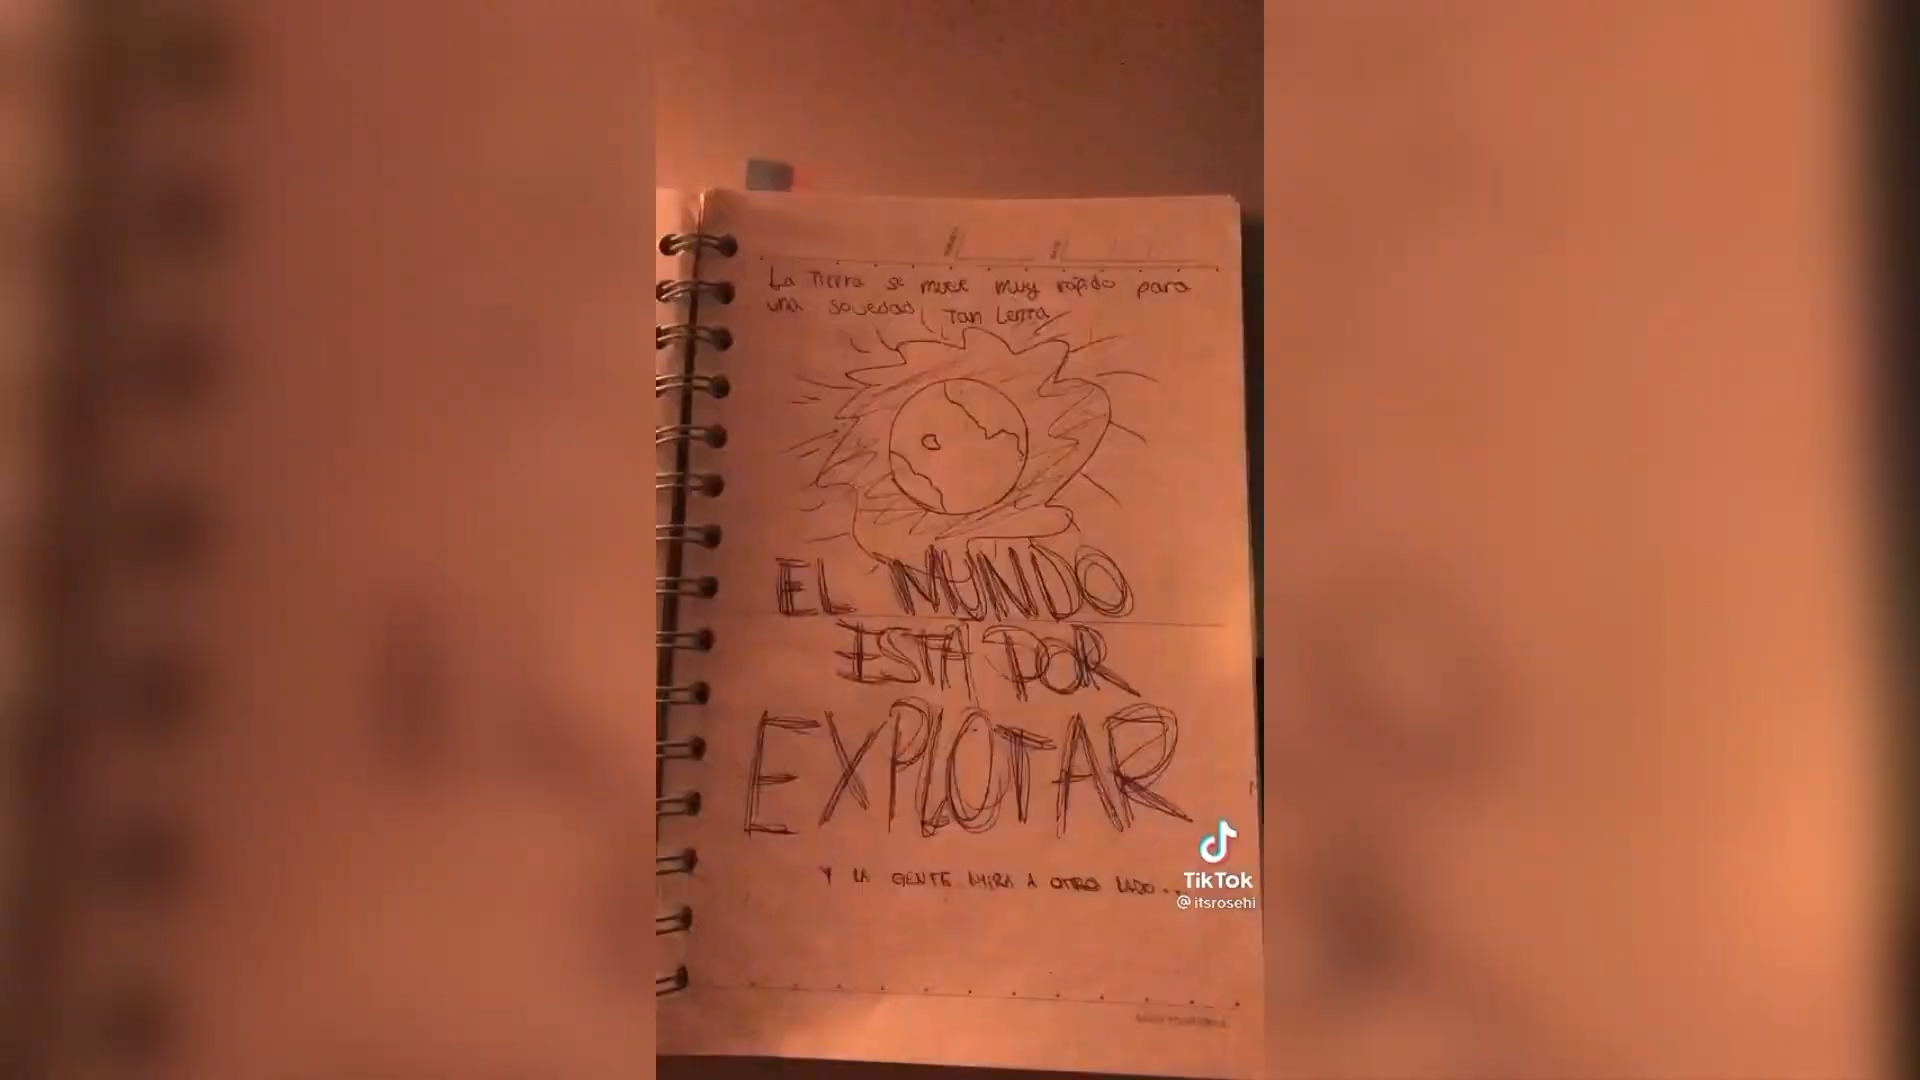 La Tierra se mueve muy rápido para
una sociedad tan lenta
EL MUNDO
ESTA POR
EXPLOTAR
Y LA GENTE MIRA A OTRO LADO...
TikTok
@itsrosehi